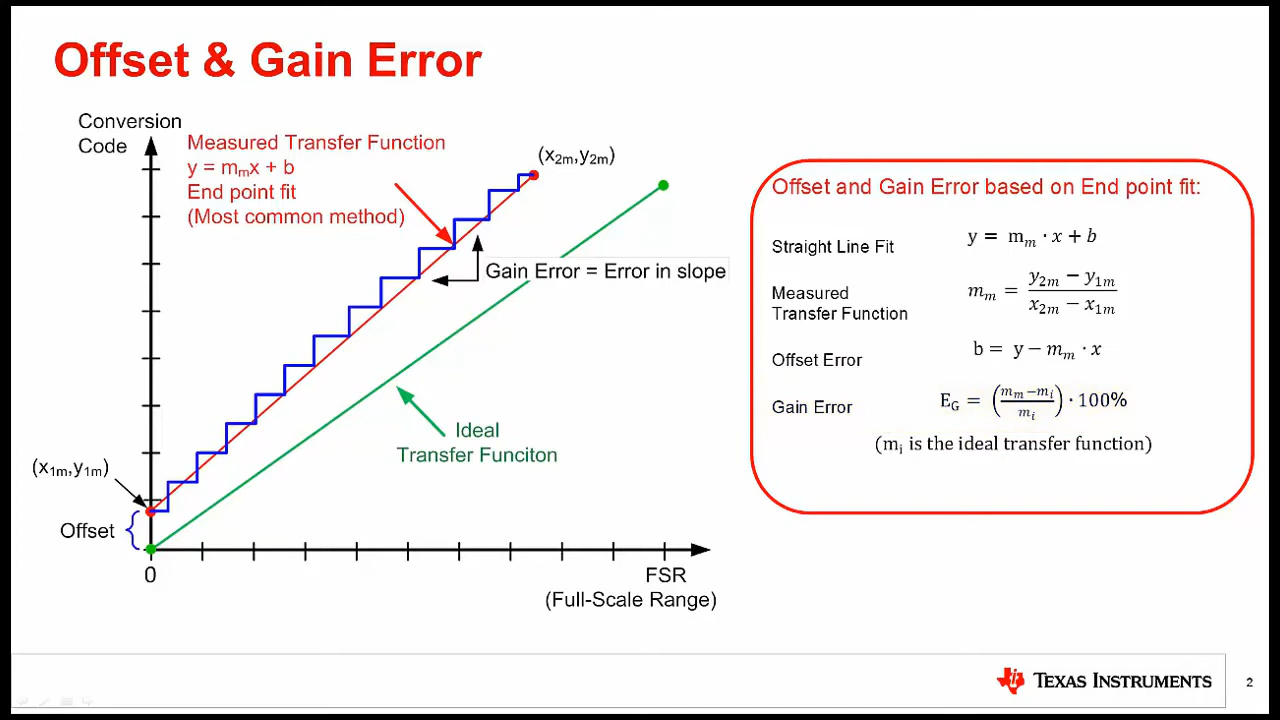 Offset & Gain Error
Conversion
Code
Measured Transfer Function
y = mₘx + b
End point fit
(Most common method)
(x₂ₘ,y₂ₘ)
Gain Error = Error in slope
Ideal
Transfer Funciton
(x₁ₘ,y₁ₘ)
Offset
0
FSR
(Full-Scale Range)
Offset and Gain Error based on End point fit:
Straight Line Fit
y = mₘ · x + b
Measured
Transfer Function
mₘ = (y₂ₘ − y₁ₘ)/(x₂ₘ − x₁ₘ)
Offset Error
b = y − mₘ · x
Gain Error
E_G = ((mₘ−mᵢ)/mᵢ) · 100%
(mᵢ is the ideal transfer function)
TEXAS INSTRUMENTS
2